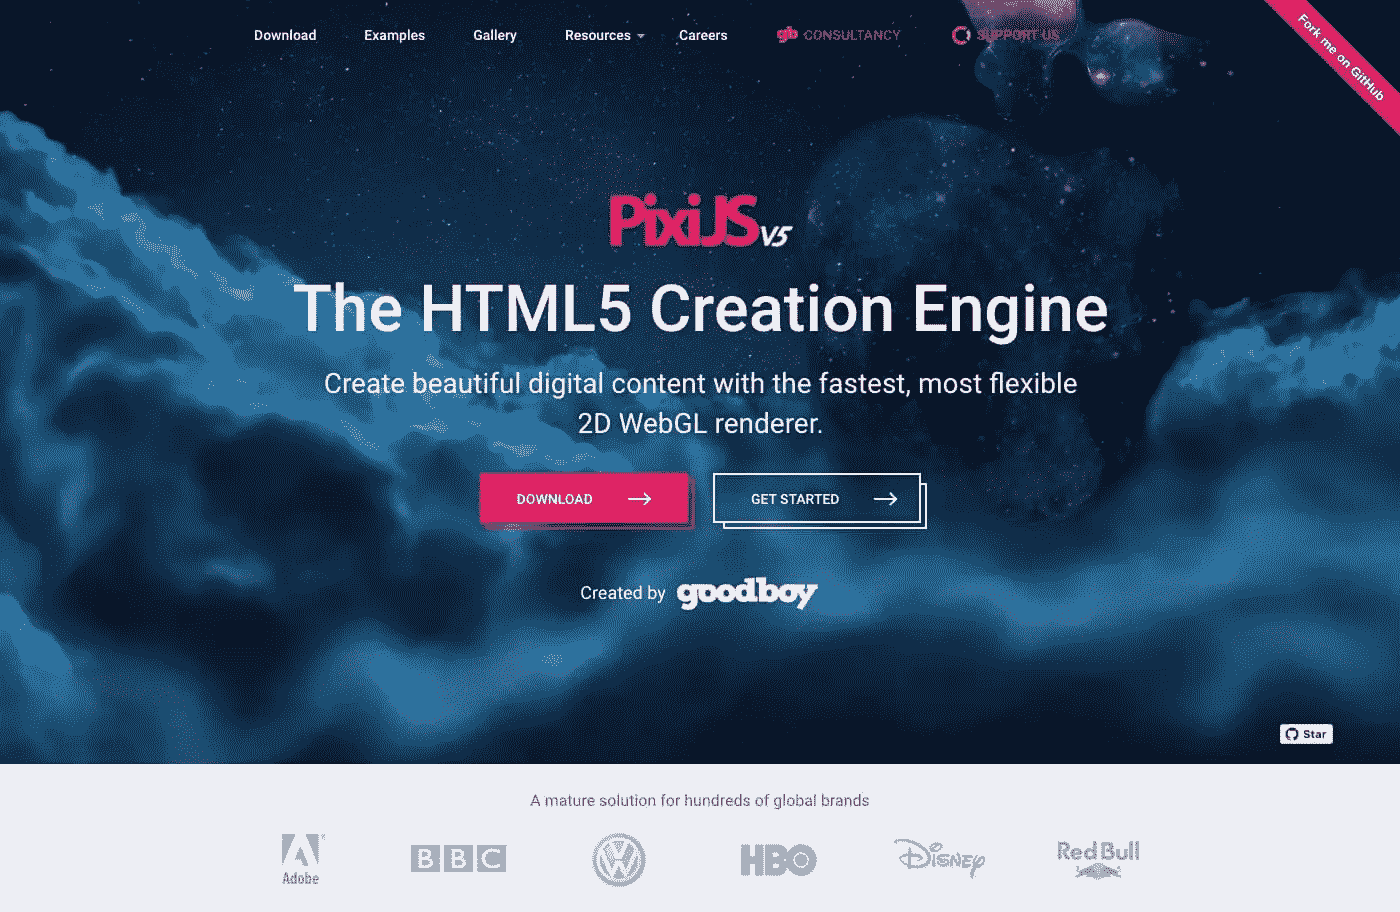 Download Examples Gallery Resources Careers gb CONSULTANCY SUPPORT US
Fork me on GitHub
PixiJS V5
The HTML5 Creation Engine
Create beautiful digital content with the fastest, most flexible
2D WebGL renderer.
DOWNLOAD GET STARTED
Created by goodboy
Star
A mature solution for hundreds of global brands
Adobe BBC VW HBO Disney Red Bull